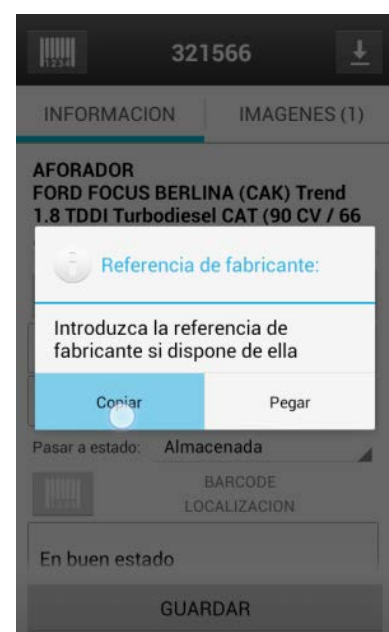 1234
321566
INFORMACION
IMAGENES (1)
AFORADOR
FORD FOCUS BERLINA (CAK) Trend
1.8 TDDI Turbodiesel CAT (90 CV / 66
Referencia de fabricante:
Introduzca la referencia de
fabricante si dispone de ella
Copiar
Pegar
Pasar a estado: Almacenada
BARCODE
LOCALIZACION
En buen estado
GUARDAR